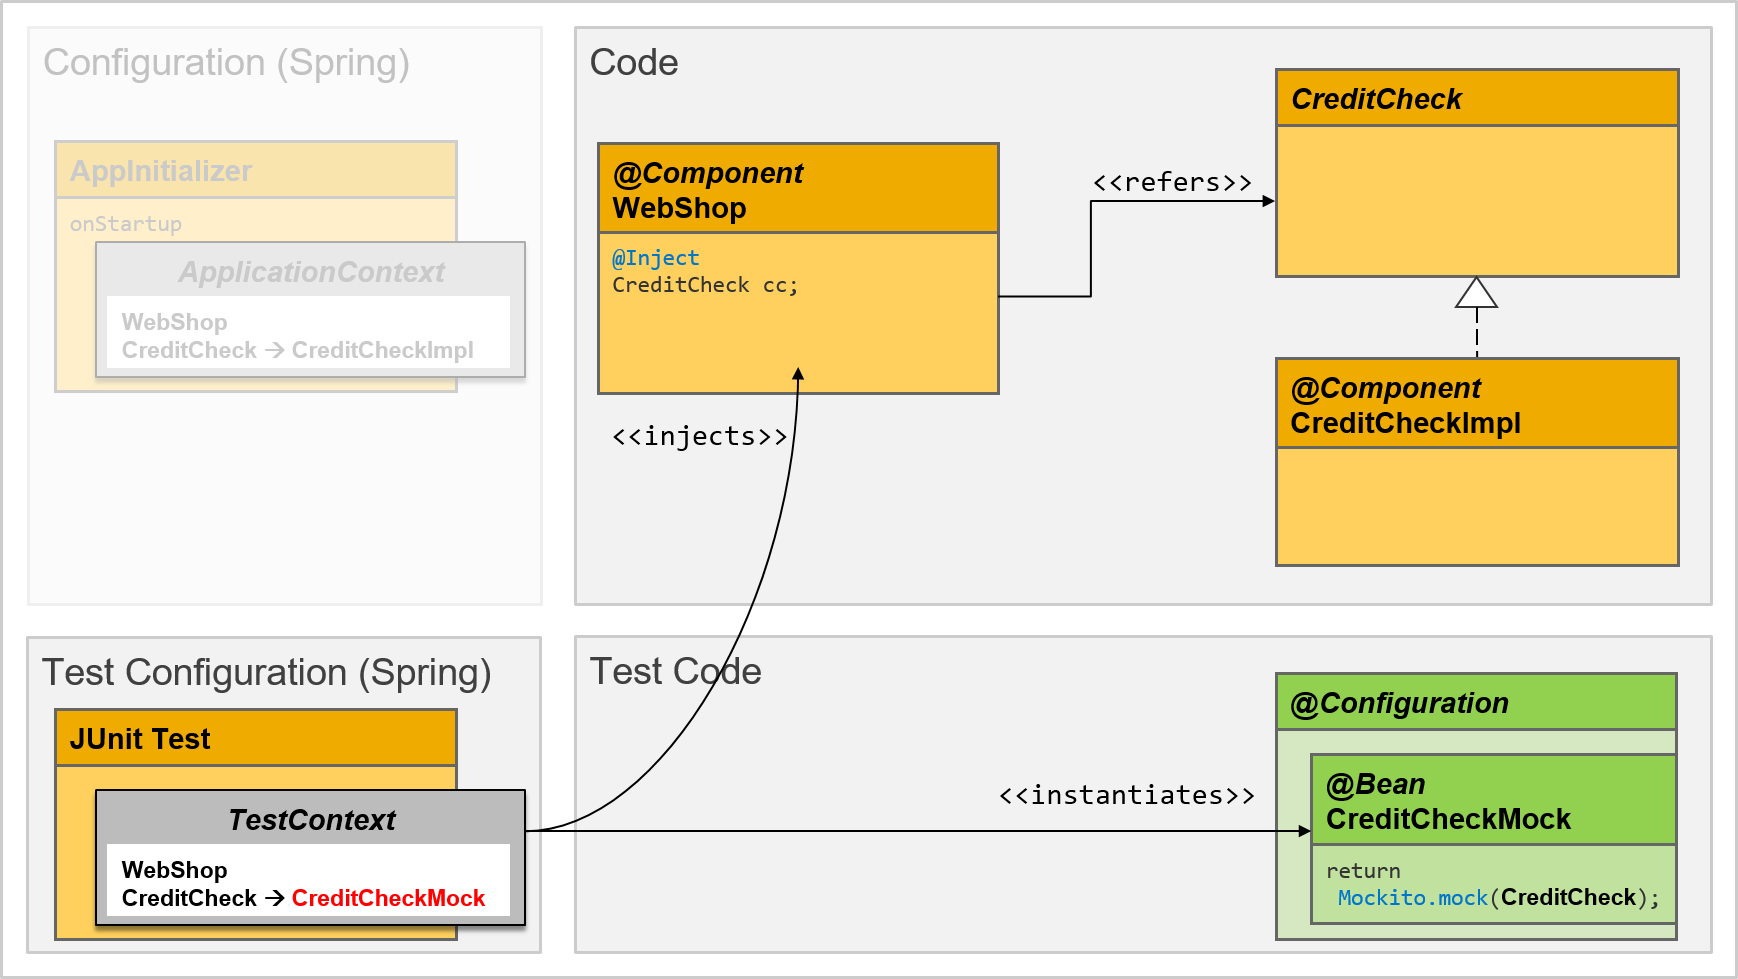 Configuration (Spring)
AppInitializer
onStartup
ApplicationContext
WebShop
CreditCheck → CreditCheckImpl
Code
@Component
WebShop
@Inject
CreditCheck cc;
<<refers>>
CreditCheck
@Component
CreditCheckImpl
<<injects>>
Test Configuration (Spring)
JUnit Test
TestContext
WebShop
CreditCheck → CreditCheckMock
Test Code
<<instantiates>>
@Configuration
@Bean
CreditCheckMock
return
Mockito.mock(CreditCheck);